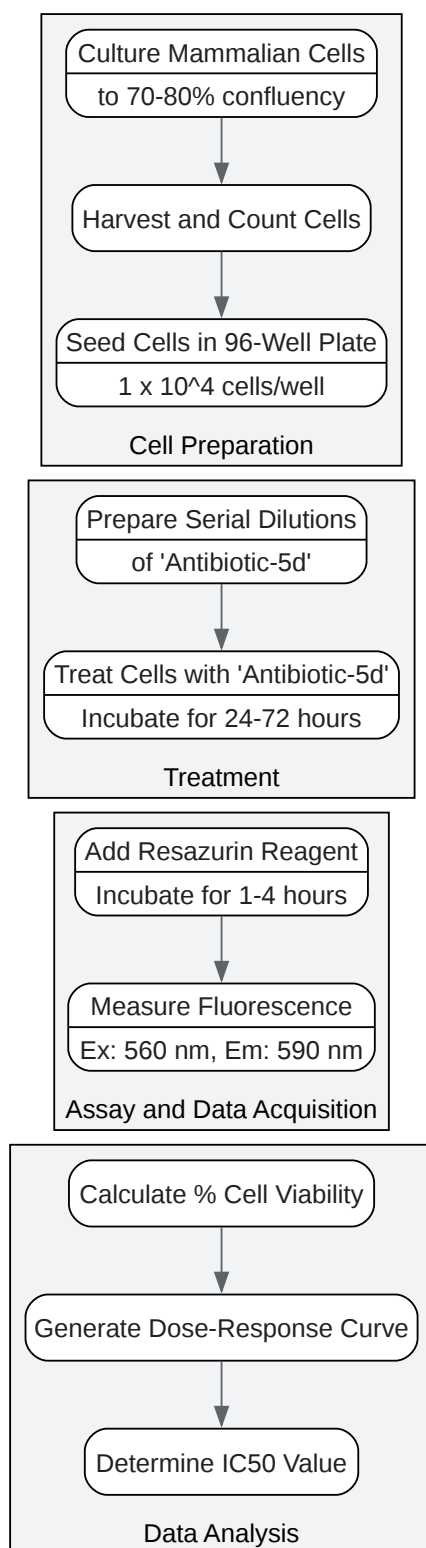 Culture Mammalian Cells
to 70-80% confluency
Harvest and Count Cells
Seed Cells in 96-Well Plate
1 x 10^4 cells/well
Cell Preparation
Prepare Serial Dilutions
of 'Antibiotic-5d'
Treat Cells with 'Antibiotic-5d'
Incubate for 24-72 hours
Treatment
Add Resazurin Reagent
Incubate for 1-4 hours
Measure Fluorescence
Ex: 560 nm, Em: 590 nm
Assay and Data Acquisition
Calculate % Cell Viability
Generate Dose-Response Curve
Determine IC50 Value
Data Analysis